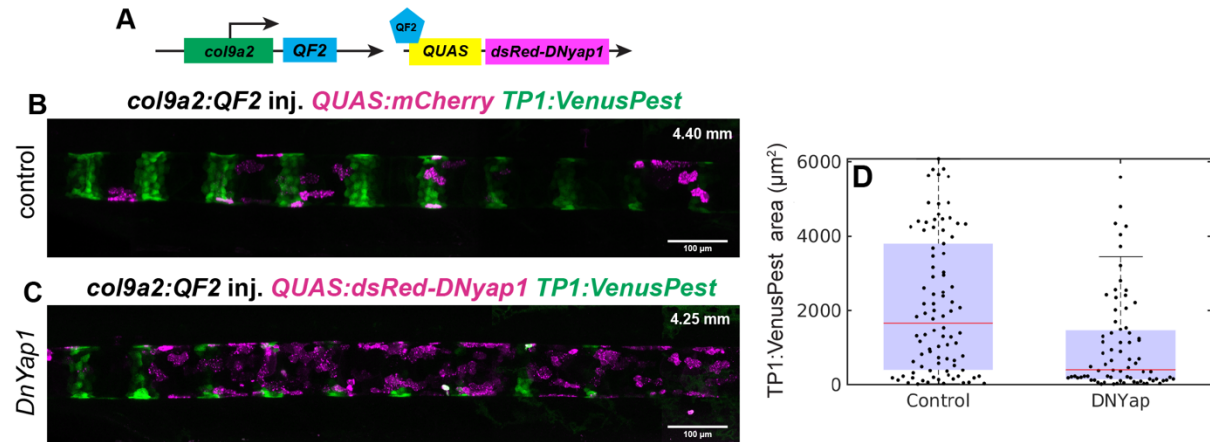 A
col9a2 QF2 QF2 QUAS dsRed-DNyap1
B col9a2:QF2 inj. QUAS:mCherry TP1:VenusPest
control
4.40 mm
100 µm
C col9a2:QF2 inj. QUAS:dsRed-DNyap1 TP1:VenusPest
DnYap1
4.25 mm
100 µm
D
TP1:VenusPest area (µm²)
6000
4000
2000
0
Control DNYap